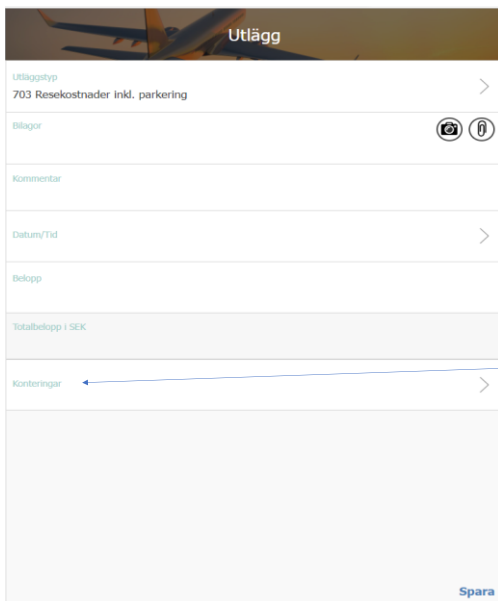 Utlägg
Utläggstyp
703 Resekostnader inkl. parkering
Bilagor
Kommentar
Datum/Tid
Belopp
Totalbelopp i SEK
Konteringar
Spara